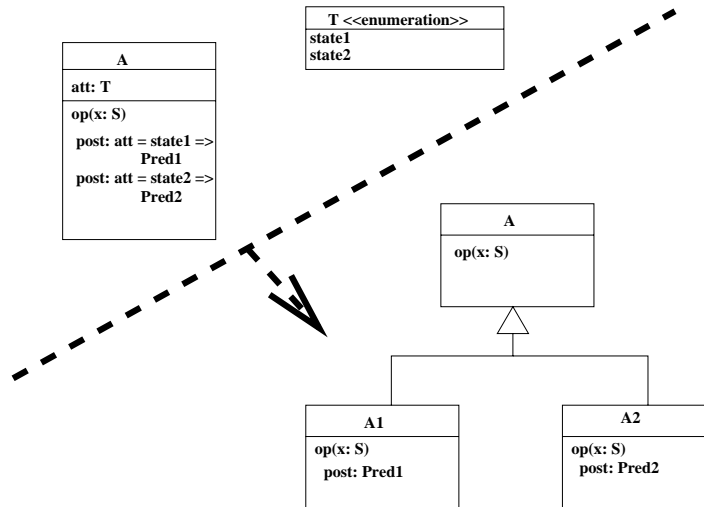 T <<enumeration>>
state1
state2
A
att: T
op(x: S)
post: att = state1 =>
Pred1
post: att = state2 =>
Pred2
A
op(x: S)
A1
op(x: S)
post: Pred1
A2
op(x: S)
post: Pred2